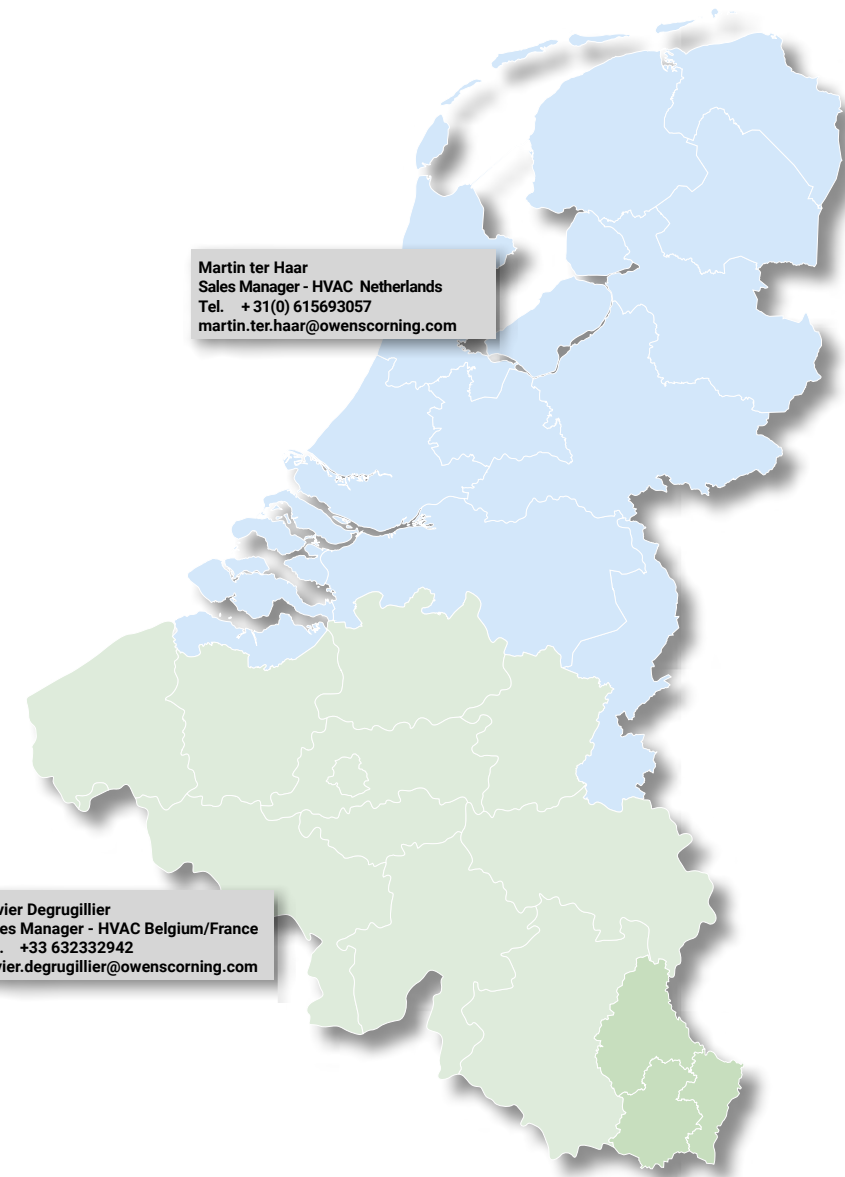 Martin ter Haar
Sales Manager - HVAC Netherlands
Tel. + 31(0) 615693057
martin.ter.haar@owenscorning.com
vier Degrugillier
es Manager - HVAC Belgium/France
. +33 632332942
vier.degrugillier@owenscorning.com